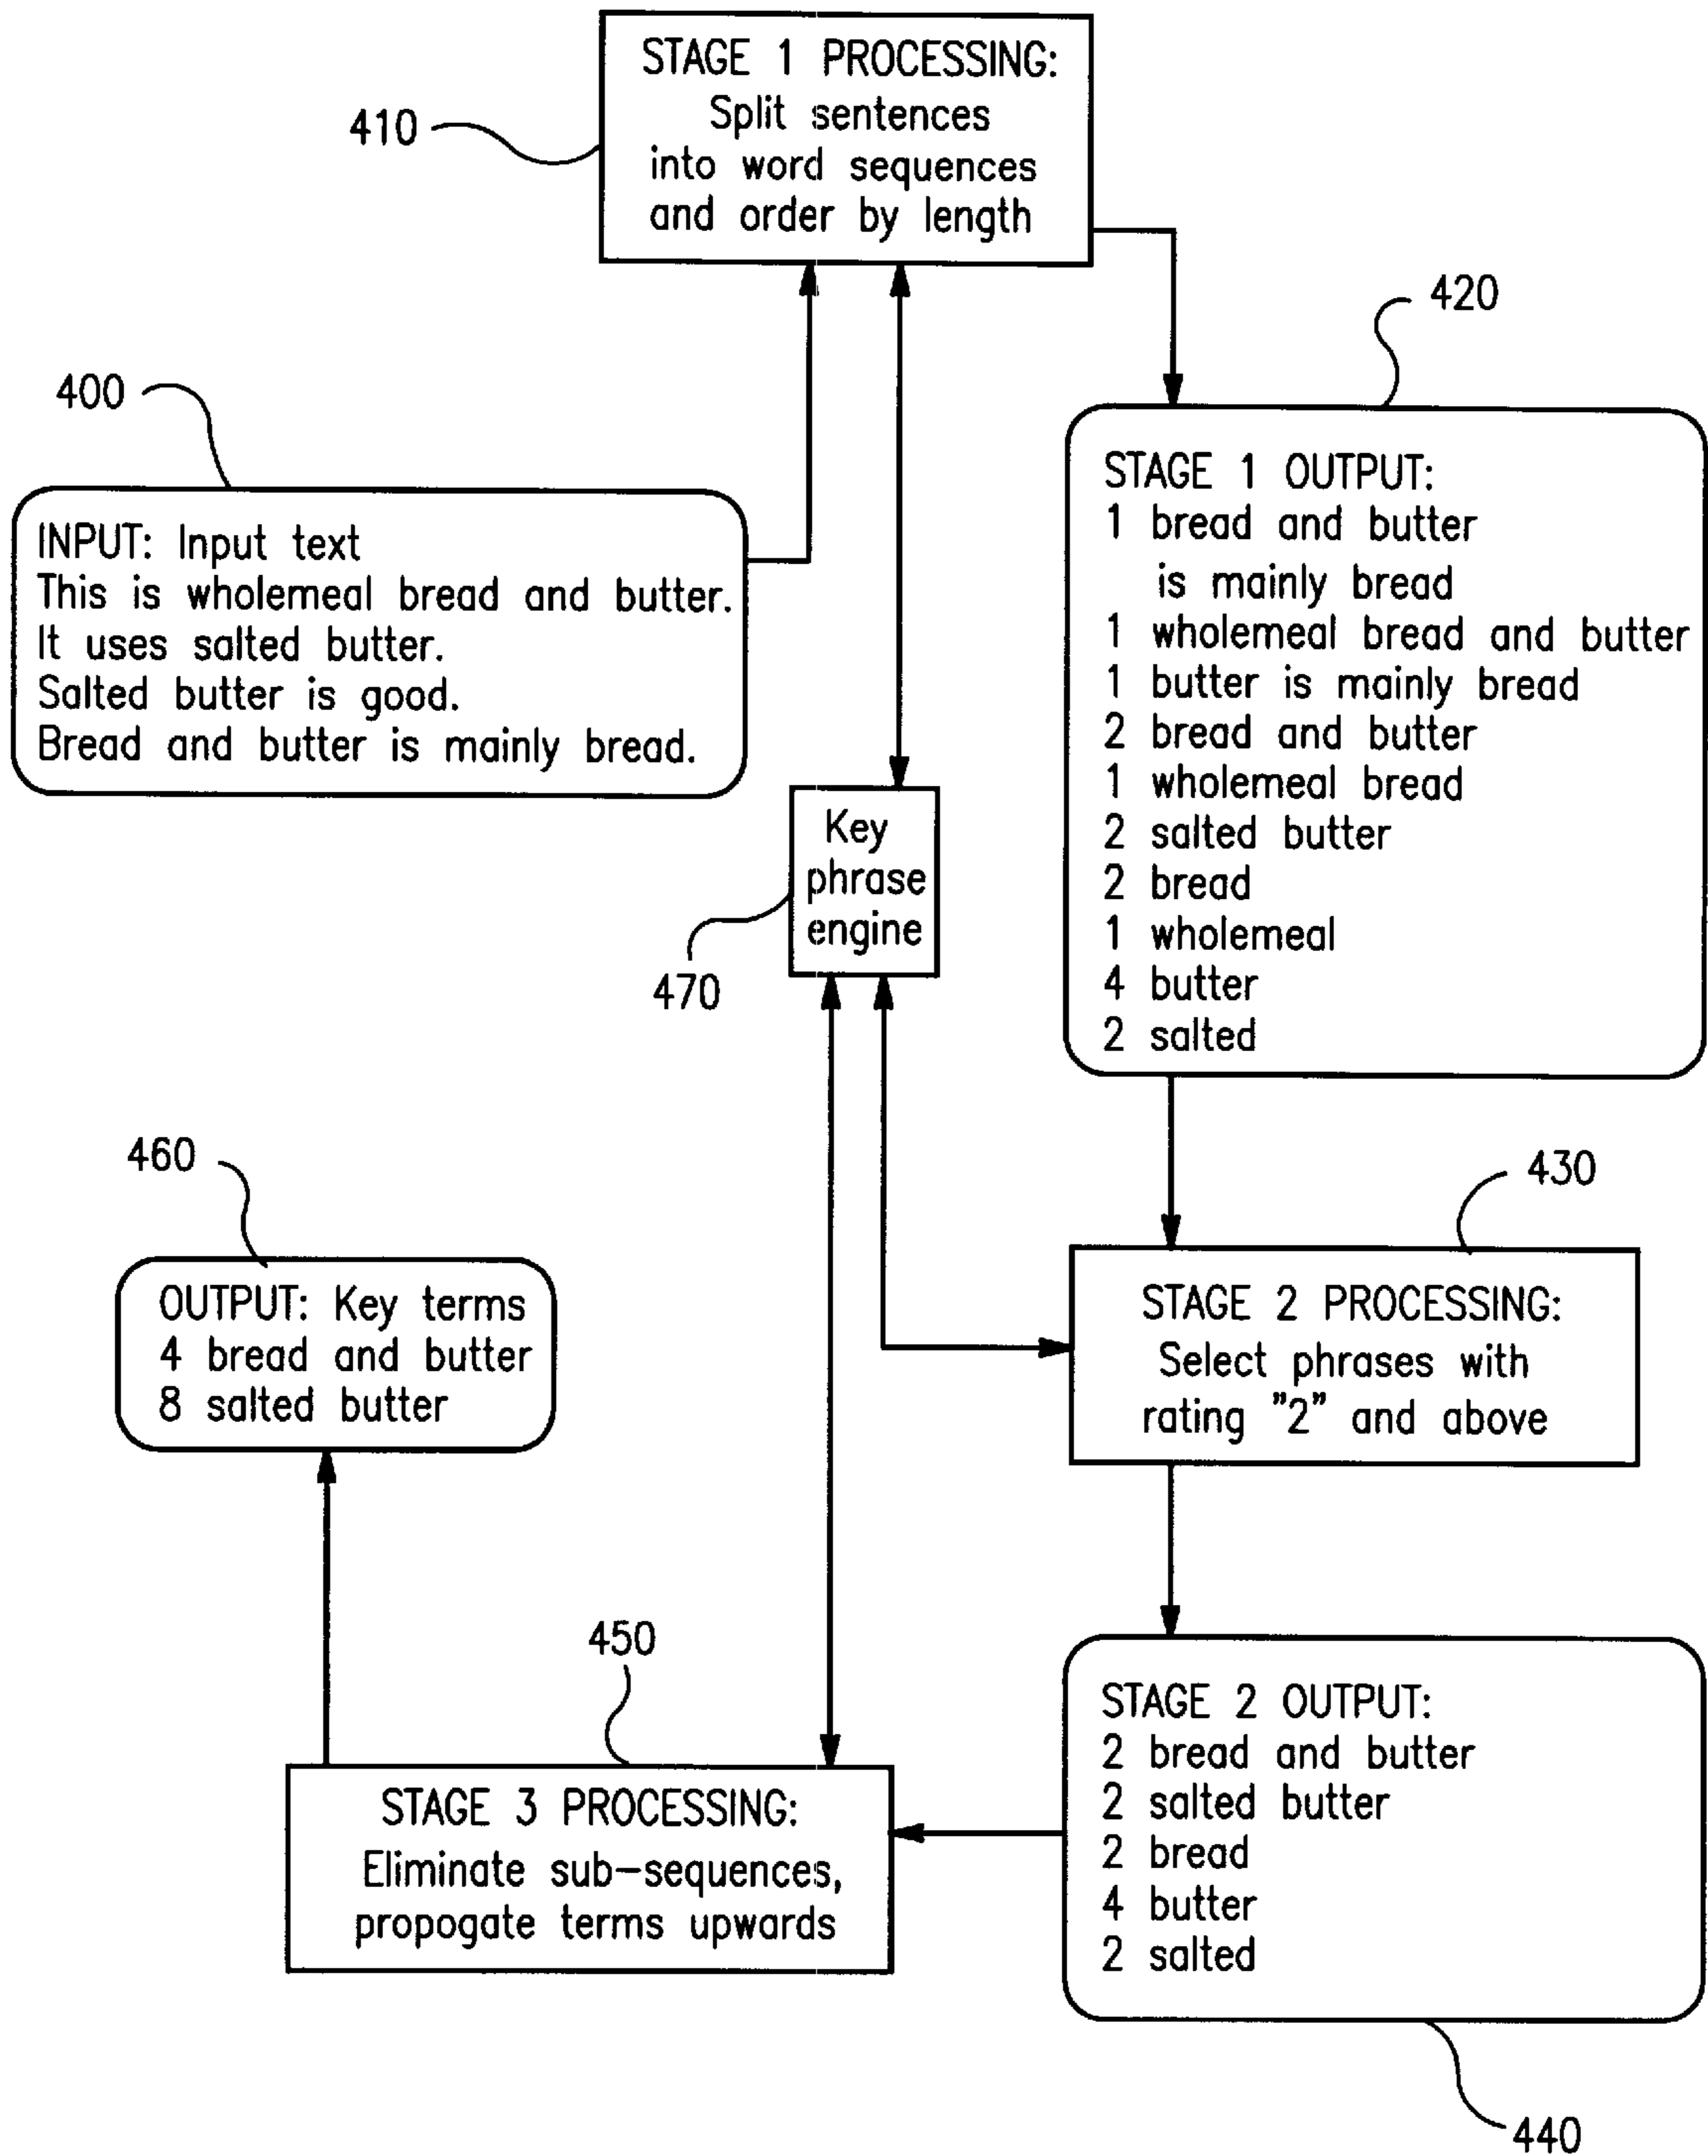 STAGE 1 PROCESSING:
Split sentences
into word sequences
and order by length
410
420
STAGE 1 OUTPUT:
1 bread and butter
is mainly bread
1 wholemeal bread and butter
1 butter is mainly bread
2 bread and butter
1 wholemeal bread
2 salted butter
2 bread
1 wholemeal
4 butter
2 salted
400
INPUT: Input text
This is wholemeal bread and butter.
It uses salted butter.
Salted butter is good.
Bread and butter is mainly bread.
Key
phrase
engine
470
460
OUTPUT: Key terms
4 bread and butter
8 salted butter
430
STAGE 2 PROCESSING:
Select phrases with
rating "2" and above
450
STAGE 3 PROCESSING:
Eliminate sub-sequences,
propogate terms upwards
STAGE 2 OUTPUT:
2 bread and butter
2 salted butter
2 bread
4 butter
2 salted
440